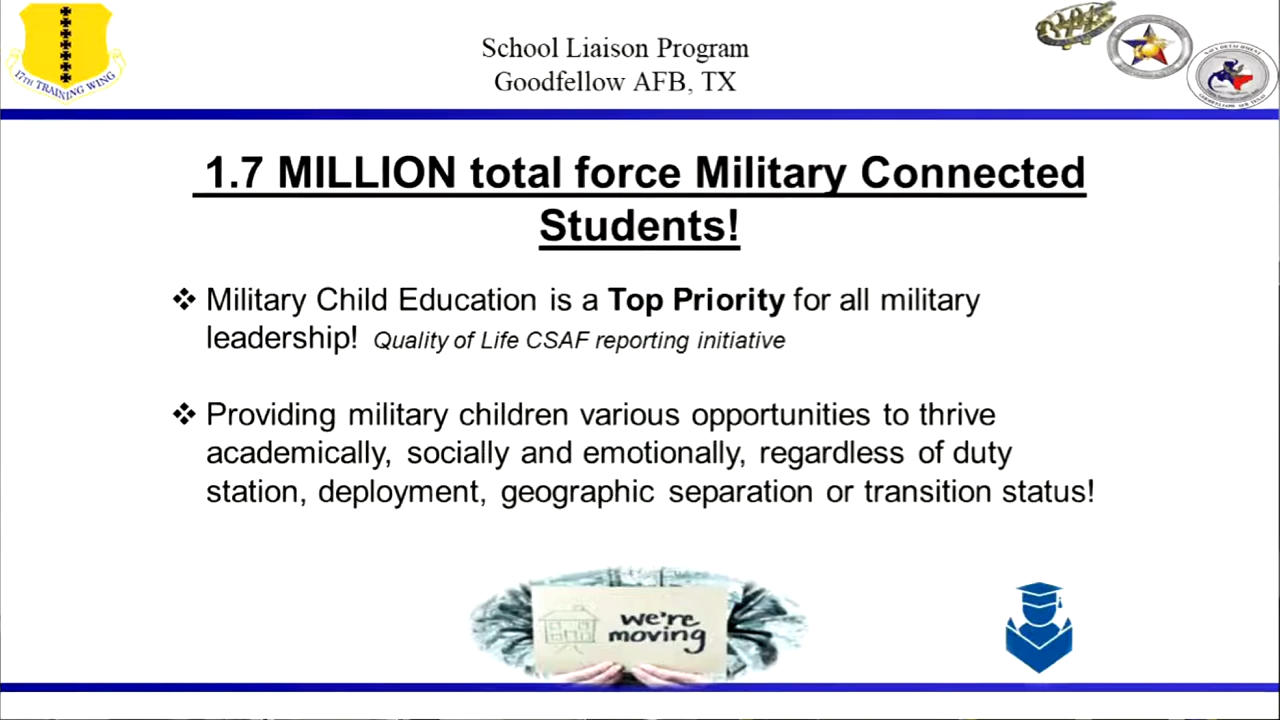 School Liaison Program
Goodfellow AFB, TX
17TH TRAINING WING
1.7 MILLION total force Military Connected
Students!
❖ Military Child Education is a Top Priority for all military
leadership! Quality of Life CSAF reporting initiative
❖ Providing military children various opportunities to thrive
academically, socially and emotionally, regardless of duty
station, deployment, geographic separation or transition status!
we're
moving